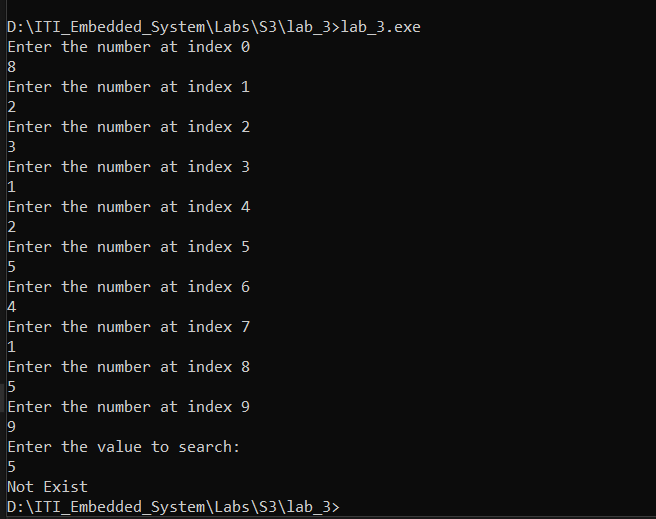 D:\ITI_Embedded_System\Labs\S3\lab_3>lab_3.exe
Enter the number at index 0
8
Enter the number at index 1
2
Enter the number at index 2
3
Enter the number at index 3
1
Enter the number at index 4
2
Enter the number at index 5
5
Enter the number at index 6
4
Enter the number at index 7
1
Enter the number at index 8
5
Enter the number at index 9
9
Enter the value to search:
5
Not Exist
D:\ITI_Embedded_System\Labs\S3\lab_3>